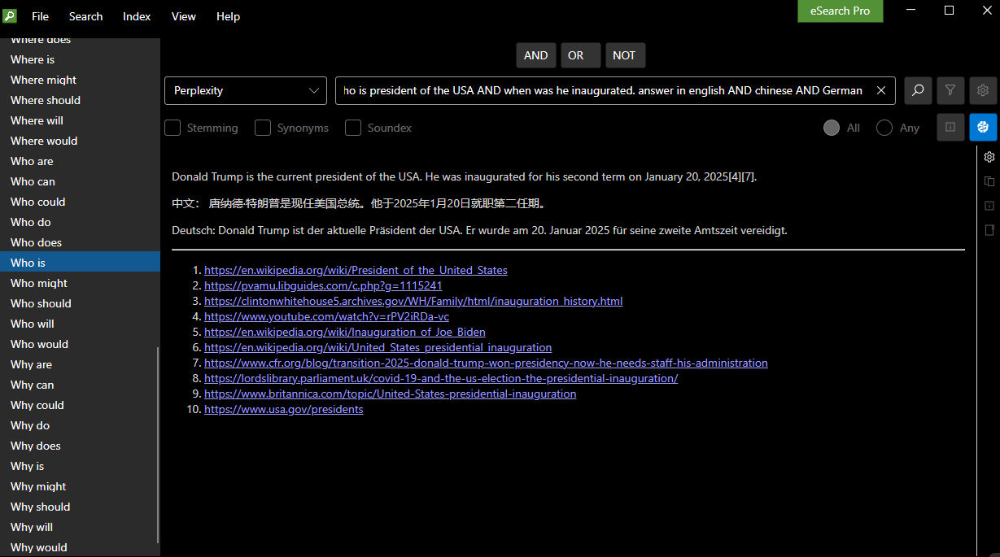 File Search Index View Help eSearch Pro
Where does
Where is
Where might
Where should
Where will
Where would
Who are
Who can
Who could
Who do
Who does
Who is
Who might
Who should
Who will
Who would
Why are
Why can
Why could
Why do
Why does
Why is
Why might
Why should
Why will
Why would
AND OR NOT
Perplexity
ho is president of the USA AND when was he inaugurated. answer in english AND chinese AND German
Stemming Synonyms Soundex All Any
Donald Trump is the current president of the USA. He was inaugurated for his second term on January 20, 2025[4][7].
中文： 唐纳德·特朗普是现任美国总统。他于2025年1月20日就职第二任期。
Deutsch: Donald Trump ist der aktuelle Präsident der USA. Er wurde am 20. Januar 2025 für seine zweite Amtszeit vereidigt.
1. https://en.wikipedia.org/wiki/President_of_the_United_States
2. https://pvamu.libguides.com/c.php?g=1115241
3. https://clintonwhitehouse5.archives.gov/WH/Family/html/inauguration_history.html
4. https://www.youtube.com/watch?v=rPV2iRDa-vc
5. https://en.wikipedia.org/wiki/Inauguration_of_Joe_Biden
6. https://en.wikipedia.org/wiki/United_States_presidential_inauguration
7. https://www.cfr.org/blog/transition-2025-donald-trump-won-presidency-now-he-needs-staff-his-administration
8. https://lordslibrary.parliament.uk/covid-19-and-the-us-election-the-presidential-inauguration/
9. https://www.britannica.com/topic/United-States-presidential-inauguration
10. https://www.usa.gov/presidents